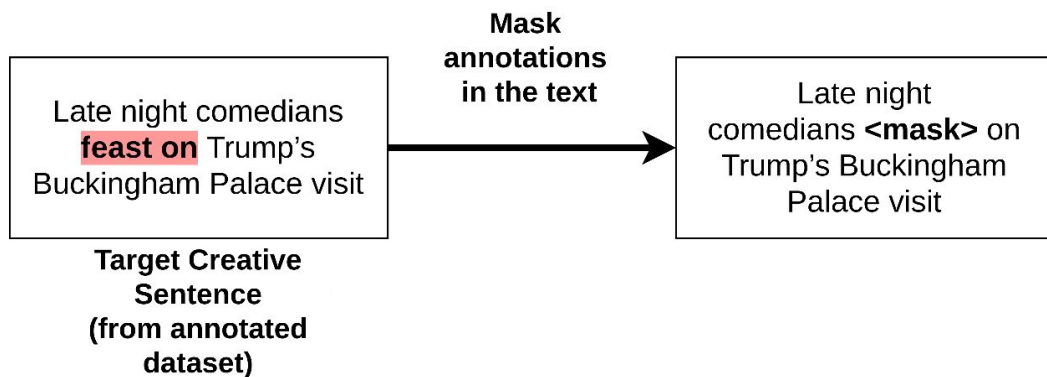 Late night comedians
feast on Trump's
Buckingham Palace visit
Target Creative
Sentence
(from annotated
dataset)
Mask
annotations
in the text
Late night
comedians <mask> on
Trump's Buckingham
Palace visit